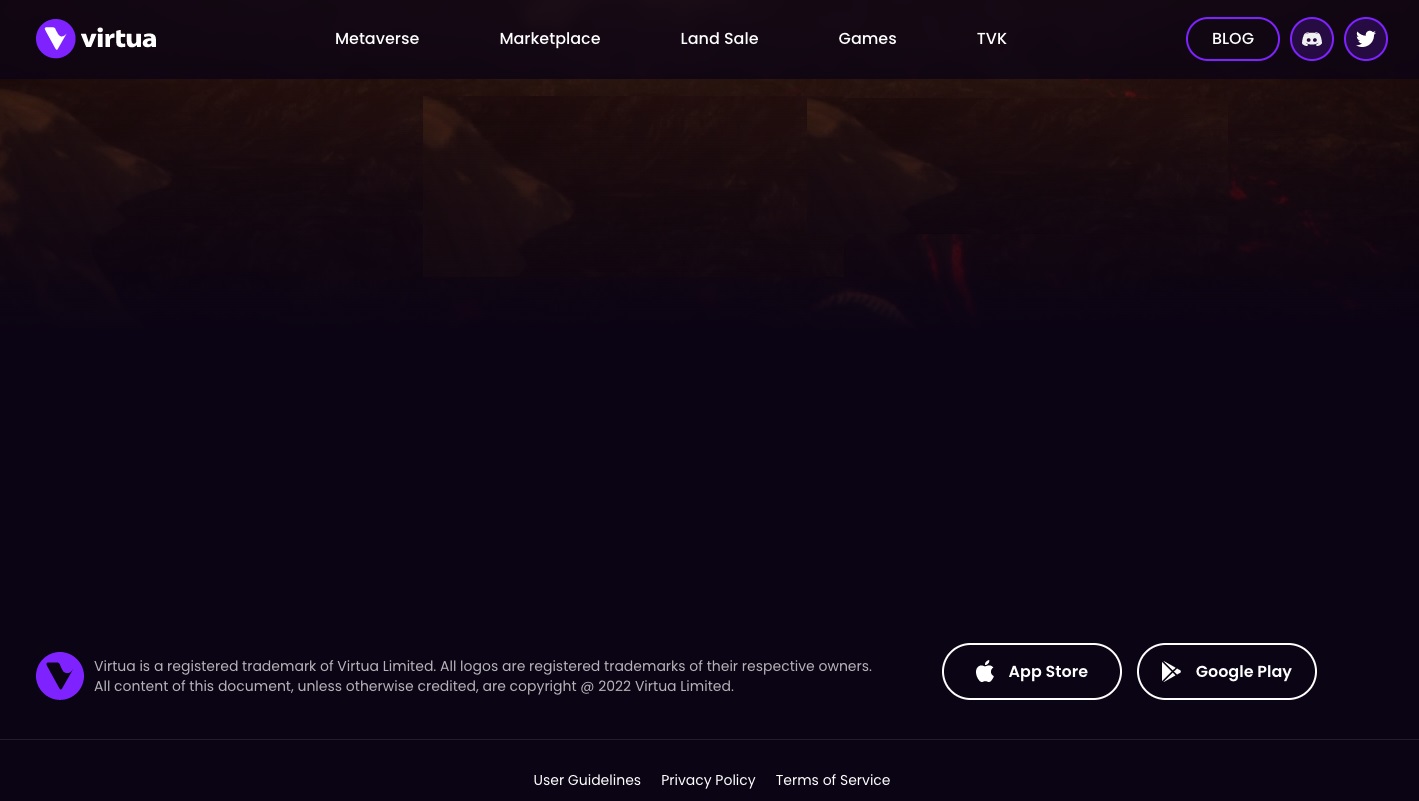 virtua
Metaverse
Marketplace
Land Sale
Games
TVK
BLOG
Virtua is a registered trademark of Virtua Limited. All logos are registered trademarks of their respective owners.
All content of this document, unless otherwise credited, are copyright @ 2022 Virtua Limited.
App Store
Google Play
User Guidelines
Privacy Policy
Terms of Service